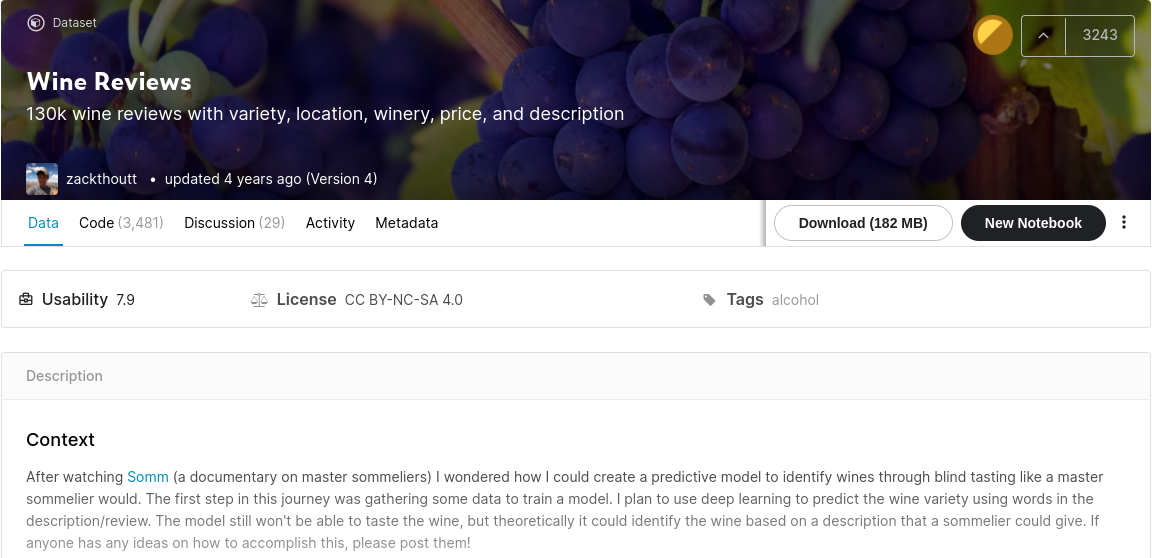 Dataset
3243
Wine Reviews
130k wine reviews with variety, location, winery, price, and description
zackthoutt • updated 4 years ago (Version 4)
Data Code (3,481) Discussion (29) Activity Metadata Download (182 MB) New Notebook
Usability 7.9 License CC BY-NC-SA 4.0 Tags alcohol
Description
Context
After watching Somm (a documentary on master sommeliers) I wondered how I could create a predictive model to identify wines through blind tasting like a master
sommelier would. The first step in this journey was gathering some data to train a model. I plan to use deep learning to predict the wine variety using words in the
description/review. The model still won't be able to taste the wine, but theoretically it could identify the wine based on a description that a sommelier could give. If
anyone has any ideas on how to accomplish this, please post them!